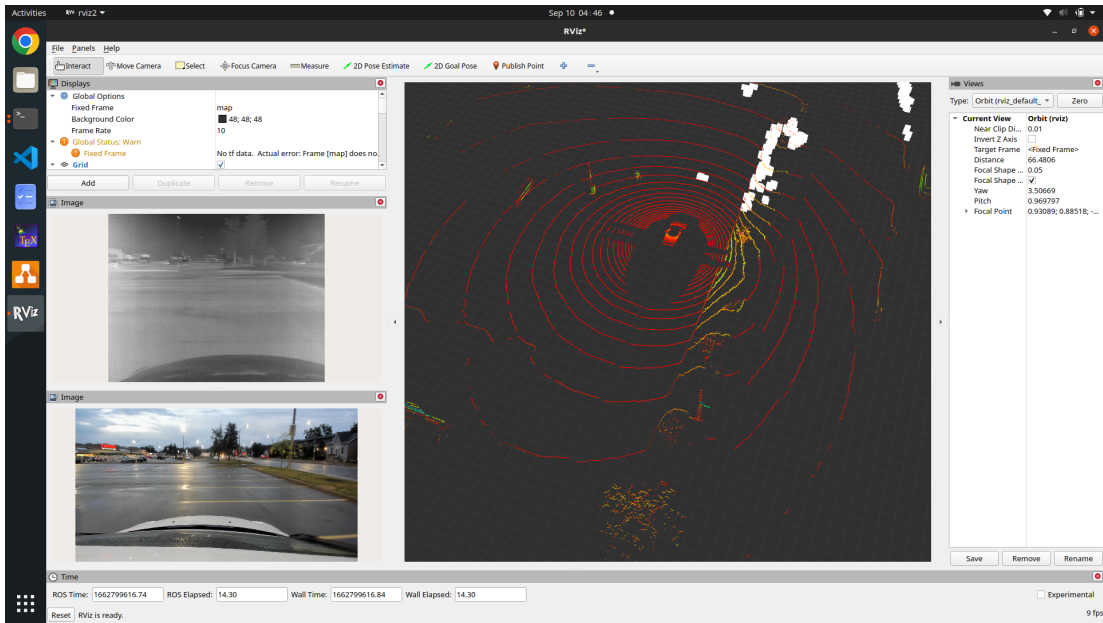 Activities
rviz2
Sep 10 04:46
RViz*
File Panels Help
Interact Move Camera Select Focus Camera Measure 2D Pose Estimate 2D Goal Pose Publish Point
Displays
Global Options
Fixed Frame map
Background Color 48; 48; 48
Frame Rate 10
Global Status: Warn
Fixed Frame No tf data. Actual error: Frame [map] does no.
Grid
Add Duplicate Remove Rename
Image
Image
Views
Type: Orbit (rviz_default_ Zero
Current View Orbit (rviz)
Near Clip Di... 0.01
Invert Z Axis
Target Frame <Fixed Frame>
Distance 66.4806
Focal Shape ... 0.05
Focal Shape ...
Yaw 3.50669
Pitch 0.969797
Focal Point 0.93089; 0.88518; -...
Save Remove Rename
TEX
RViz
Time
ROS Time: 1662799616.74 ROS Elapsed: 14.30 Wall Time: 1662799616.84 Wall Elapsed: 14.30 Experimental
Reset RViz is ready. 9 fps